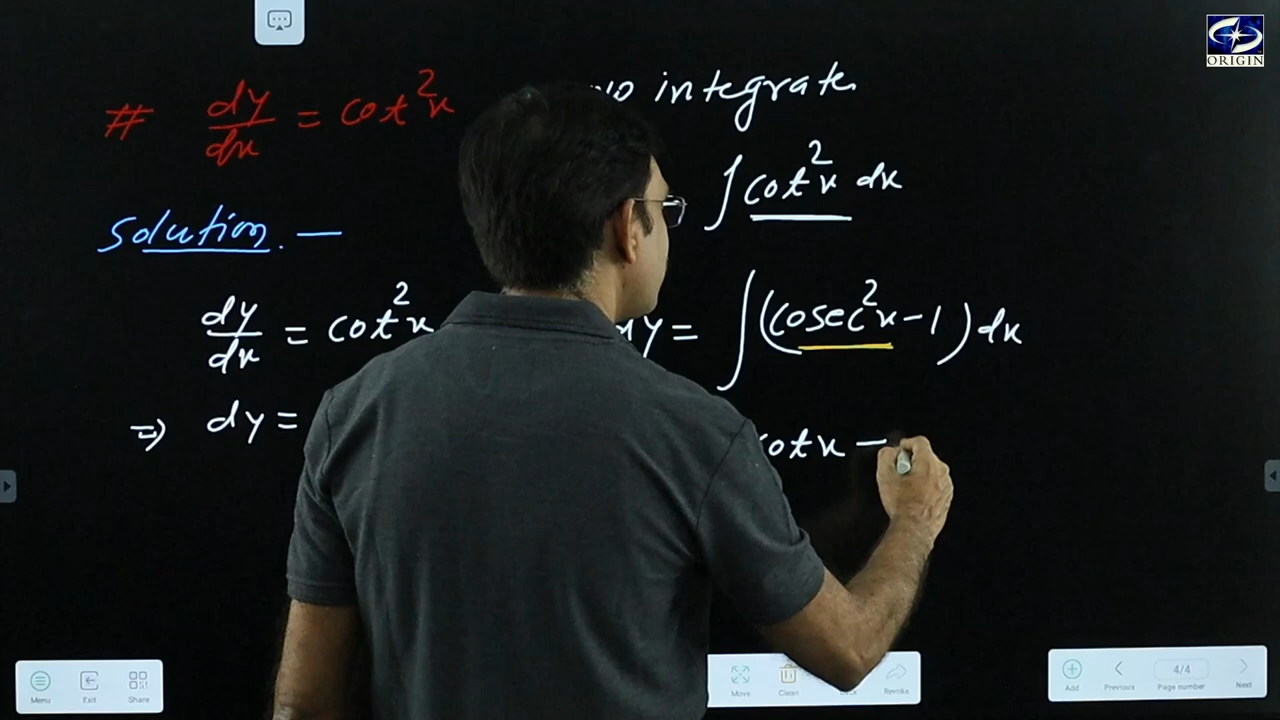 ORIGIN
# dy/dx = cot²x
integrate
∫cot²x dx
Solution. —
dy/dx = cot²x
y = ∫(cosec²x-1)dx
⇒ dy =
cotx -
Menu
Exit
Share
Move
Clean
Revoke
Add
Previous
4/4
Page number
Next